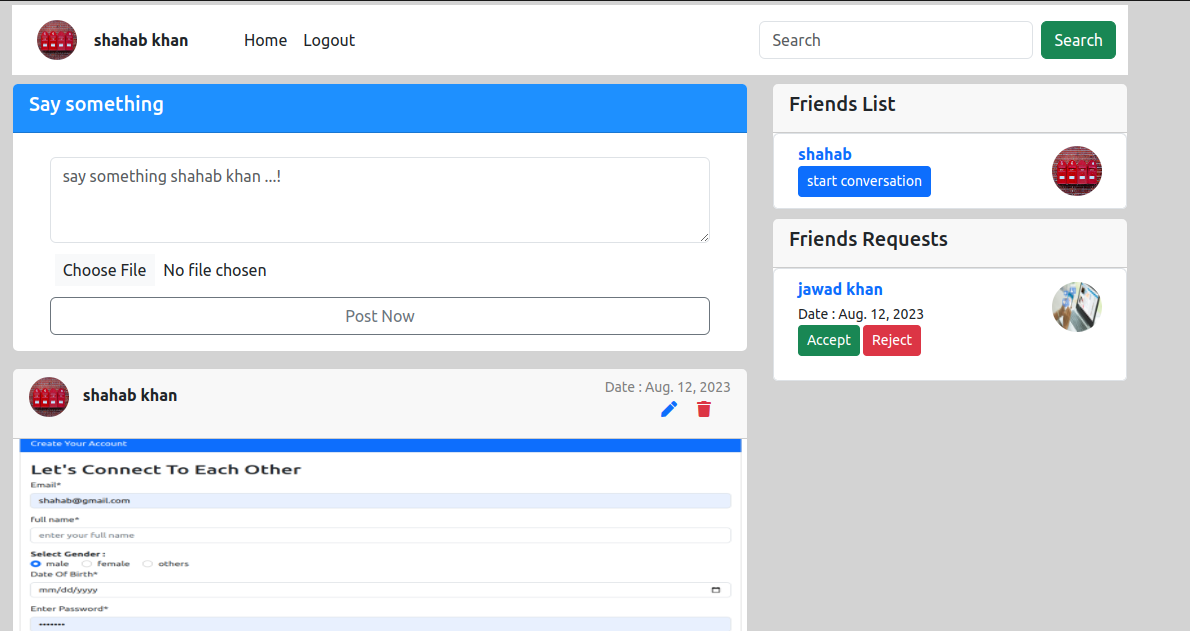 shahab khan Home Logout Search Search
Say something
say something shahab khan ...!
Choose File No file chosen
Post Now
shahab khan
Date : Aug. 12, 2023
Create Your Account
Let's Connect To Each Other
Email*
shahab@gmail.com
Full name*
enter your full name
Select Gender :
male female others
Date Of Birth*
mm/dd/yyyy
Enter Password*
•••••••
Friends List
shahab
start conversation
Friends Requests
jawad khan
Date : Aug. 12, 2023
Accept Reject